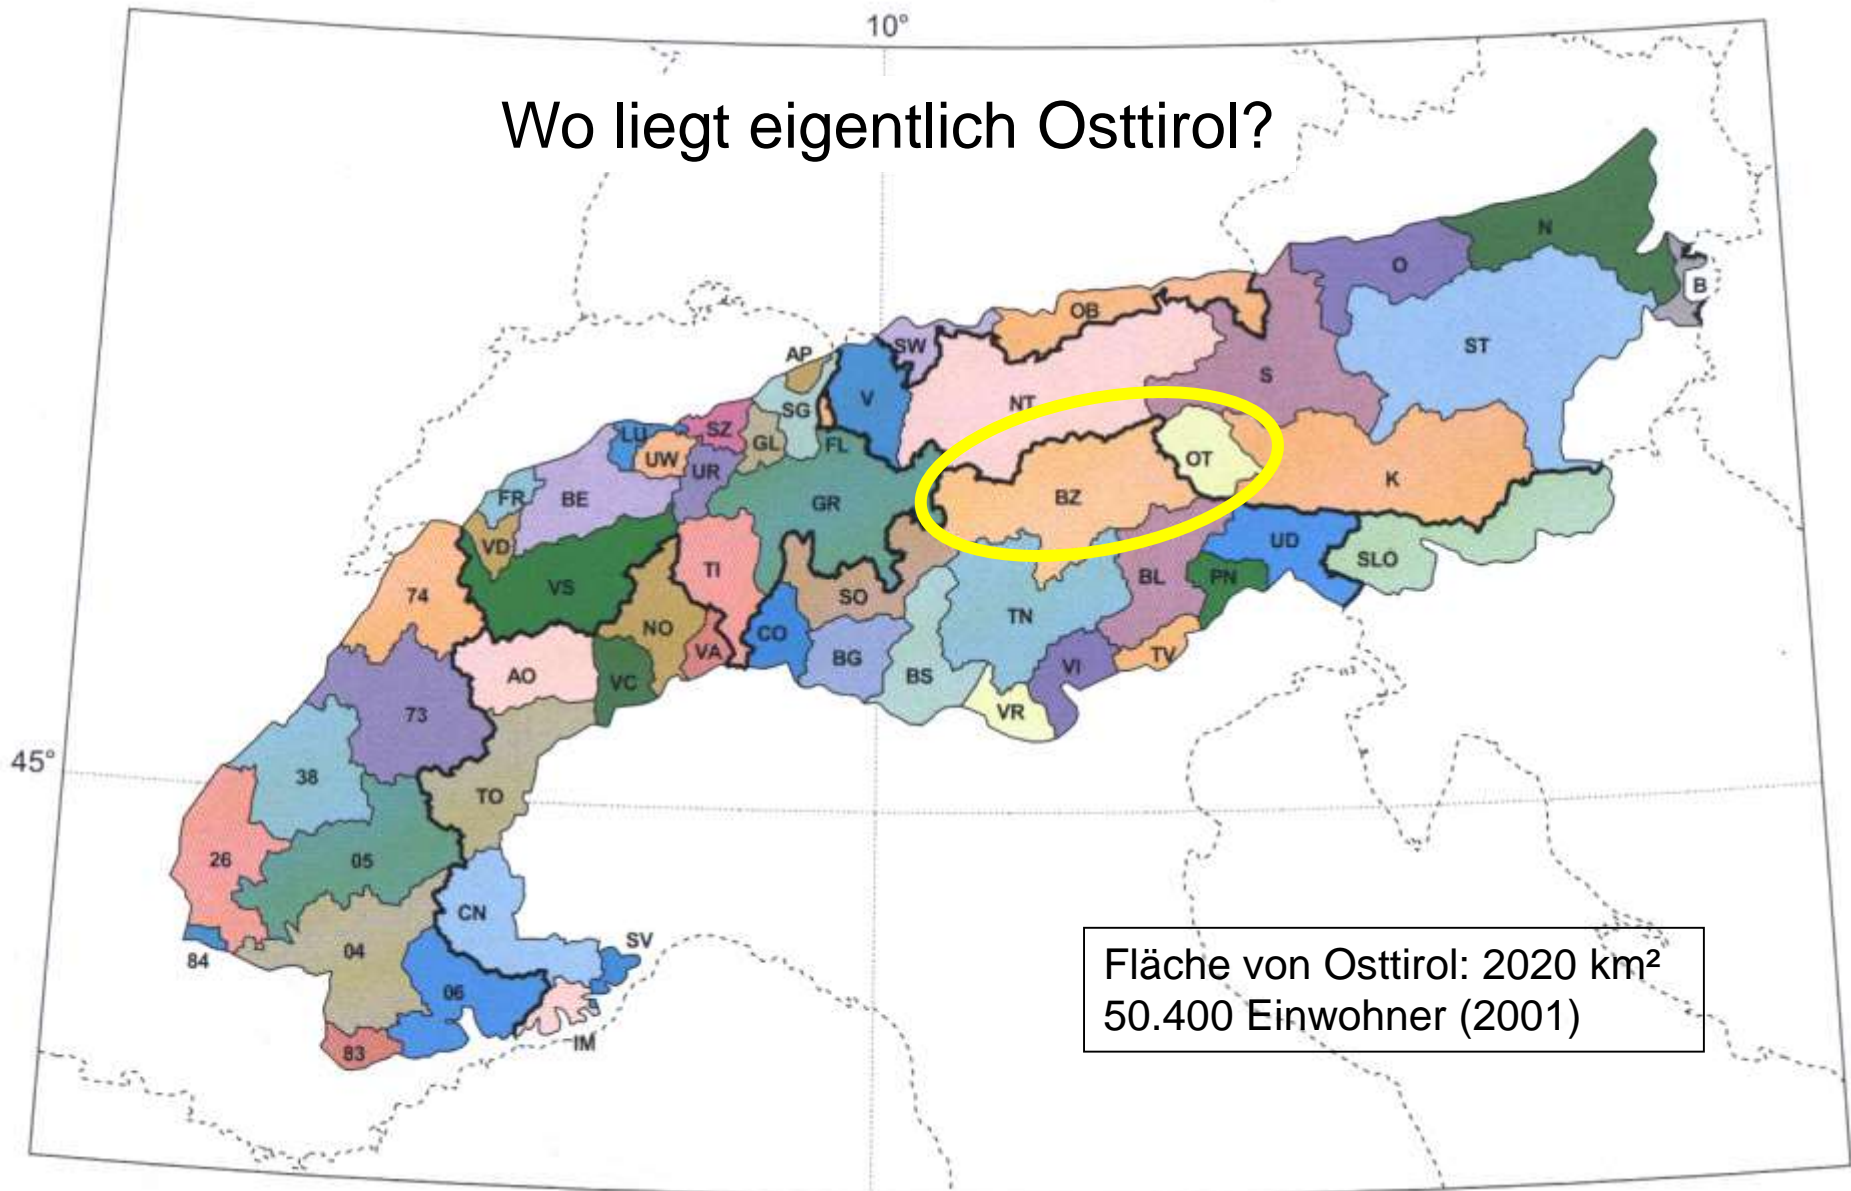 10°
Wo liegt eigentlich Osttirol?
N
O
B
OB
ST
SW
AP
S
V
NT
SG
LU
SZ
GL
FL
UW
UR
OT
K
FR
BE
GR
BZ
VD
UD
SLO
VS
TI
BL
PN
74
SO
NO
TN
CO
VA
BG
VI
TV
AO
VC
BS
VR
73
45°
38
TO
26
05
CN
04
SV
84
06
IM
83
Fläche von Osttirol: 2020 km²
50.400 Einwohner (2001)